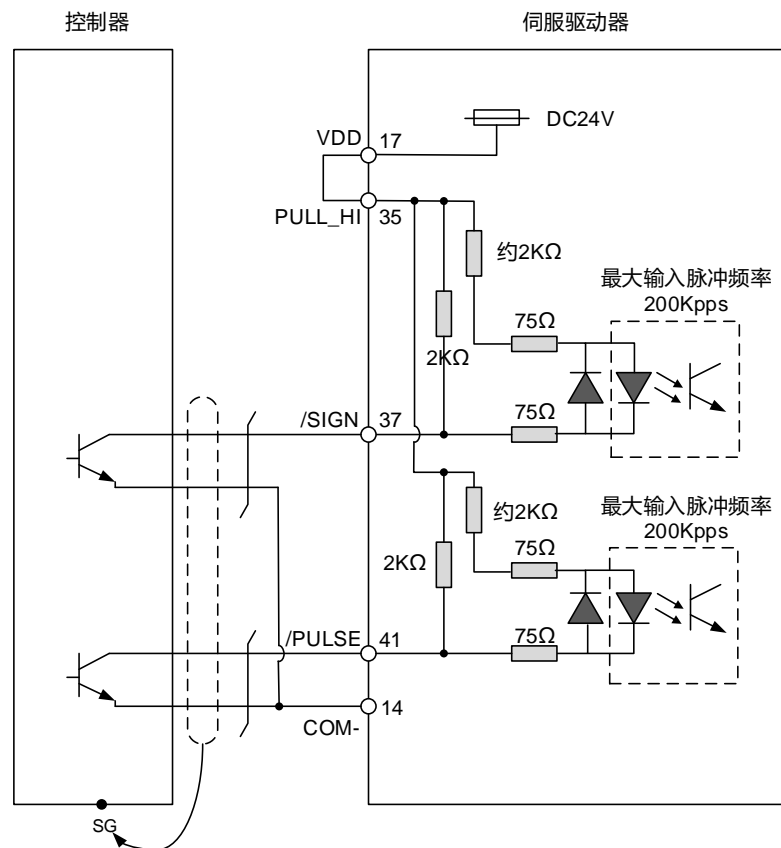 控制器
伺服驱动器
VDD
17
DC24V
PULL_HI
35
约2KΩ
最大输入脉冲频率
200Kpps
75Ω
2KΩ
/SIGN
37
75Ω
约2KΩ
最大输入脉冲频率
200Kpps
75Ω
2KΩ
/PULSE
41
75Ω
14
COM-
SG